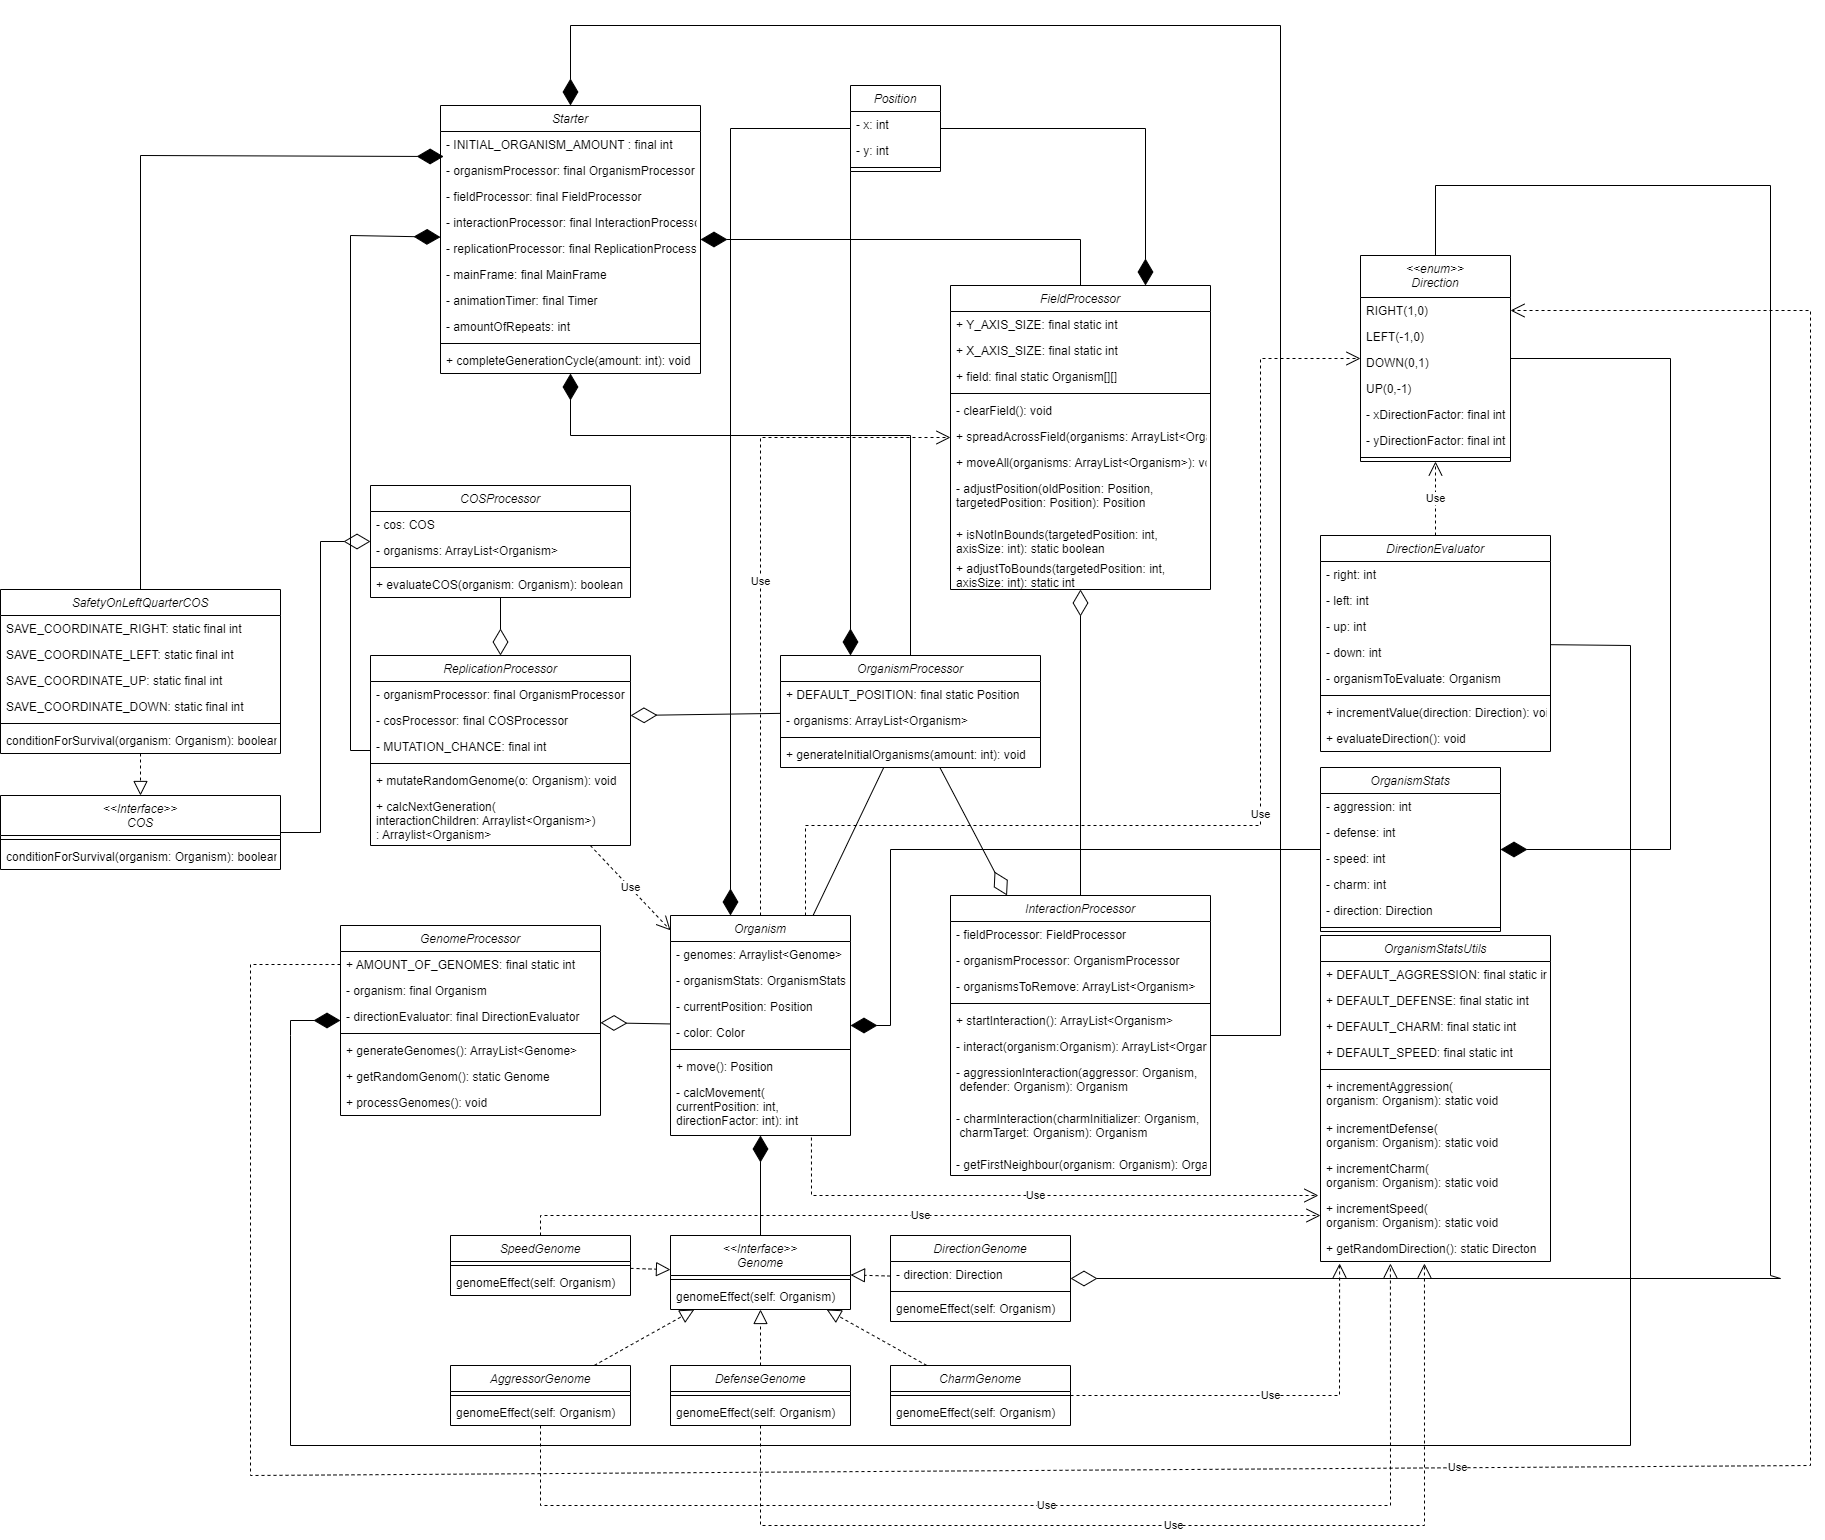 Starter
- INITIAL_ORGANISM_AMOUNT : final int
- organismProcessor: final OrganismProcessor
- fieldProcessor: final FieldProcessor
- interactionProcessor: final InteractionProcess
- replicationProcessor: final ReplicationProcess
- mainFrame: final MainFrame
- animationTimer: final Timer
- amountOfRepeats: int
+ completeGenerationCycle(amount: int): void
Position
- x: int
- y: int
FieldProcessor
+ Y_AXIS_SIZE: final static int
+ X_AXIS_SIZE: final static int
+ field: final static Organism[][]
- clearField(): void
+ spreadAcrossField(organisms: ArrayList<Org
+ moveAll(organisms: ArrayList<Organism>): v
- adjustPosition(oldPosition: Position,
targetedPosition: Position): Position
+ isNotInBounds(targetedPosition: int,
axisSize: int): static boolean
+ adjustToBounds(targetedPosition: int,
axisSize: int): static int
<<enum>>
Direction
RIGHT(1,0)
LEFT(-1,0)
DOWN(0,1)
UP(0,-1)
- xDirectionFactor: final int
- yDirectionFactor: final int
Use
DirectionEvaluator
- right: int
- left: int
- up: int
- down: int
- organismToEvaluate: Organism
+ incrementValue(direction: Direction): voi
+ evaluateDirection(): void
COSProcessor
- cos: COS
- organisms: ArrayList<Organism>
+ evaluateCOS(organism: Organism): boolean
Use
SafetyOnLeftQuarterCOS
SAVE_COORDINATE_RIGHT: static final int
SAVE_COORDINATE_LEFT: static final int
SAVE_COORDINATE_UP: static final int
SAVE_COORDINATE_DOWN: static final int
conditionForSurvival(organism: Organism): boolear
<<Interface>>
COS
conditionForSurvival(organism: Organism): boolear
ReplicationProcessor
- organismProcessor: final OrganismProcessor
- cosProcessor: final COSProcessor
- MUTATION_CHANCE: final int
+ mutateRandomGenome(o: Organism): void
+ calcNextGeneration(
interactionChildren: Arraylist<Organism>)
: Arraylist<Organism>
Use
OrganismProcessor
+ DEFAULT_POSITION: final static Position
- organisms: ArrayList<Organism>
+ generateInitialOrganisms(amount: int): void
Use
OrganismStats
- aggression: int
- defense: int
- speed: int
- charm: int
- direction: Direction
GenomeProcessor
+ AMOUNT_OF_GENOMES: final static int
- organism: final Organism
- directionEvaluator: final DirectionEvaluator
+ generateGenomes(): ArrayList<Genome>
+ getRandomGenom(): static Genome
+ processGenomes(): void
Organism
- genomes: Arraylist<Genome>
- organismStats: OrganismStats
- currentPosition: Position
- color: Color
+ move(): Position
- calcMovement(
currentPosition: int,
directionFactor: int): int
InteractionProcessor
- fieldProcessor: FieldProcessor
- organismProcessor: OrganismProcessor
- organismsToRemove: ArrayList<Organism>
+ startInteraction(): ArrayList<Organism>
- interact(organism:Organism): ArrayList<Orgar
- aggressionInteraction(aggressor: Organism,
defender: Organism): Organism
- charmInteraction(charmInitializer: Organism,
charmTarget: Organism): Organism
- getFirstNeighbour(organism: Organism): Orga
OrganismStatsUtils
+ DEFAULT_AGGRESSION: final static ir
+ DEFAULT_DEFENSE: final static int
+ DEFAULT_CHARM: final static int
+ DEFAULT_SPEED: final static int
+ incrementAggression(
organism: Organism): static void
+ incrementDefense(
organism: Organism): static void
+ incrementCharm(
organism: Organism): static void
+ incrementSpeed(
organism: Organism): static void
+ getRandomDirection(): static Directon
Use
Use
SpeedGenome
genomeEffect(self: Organism)
<<Interface>>
Genome
genomeEffect(self: Organism)
DirectionGenome
- direction: Direction
genomeEffect(self: Organism)
AggressorGenome
genomeEffect(self: Organism)
DefenseGenome
genomeEffect(self: Organism)
CharmGenome
genomeEffect(self: Organism)
Use
Use
Use
Use